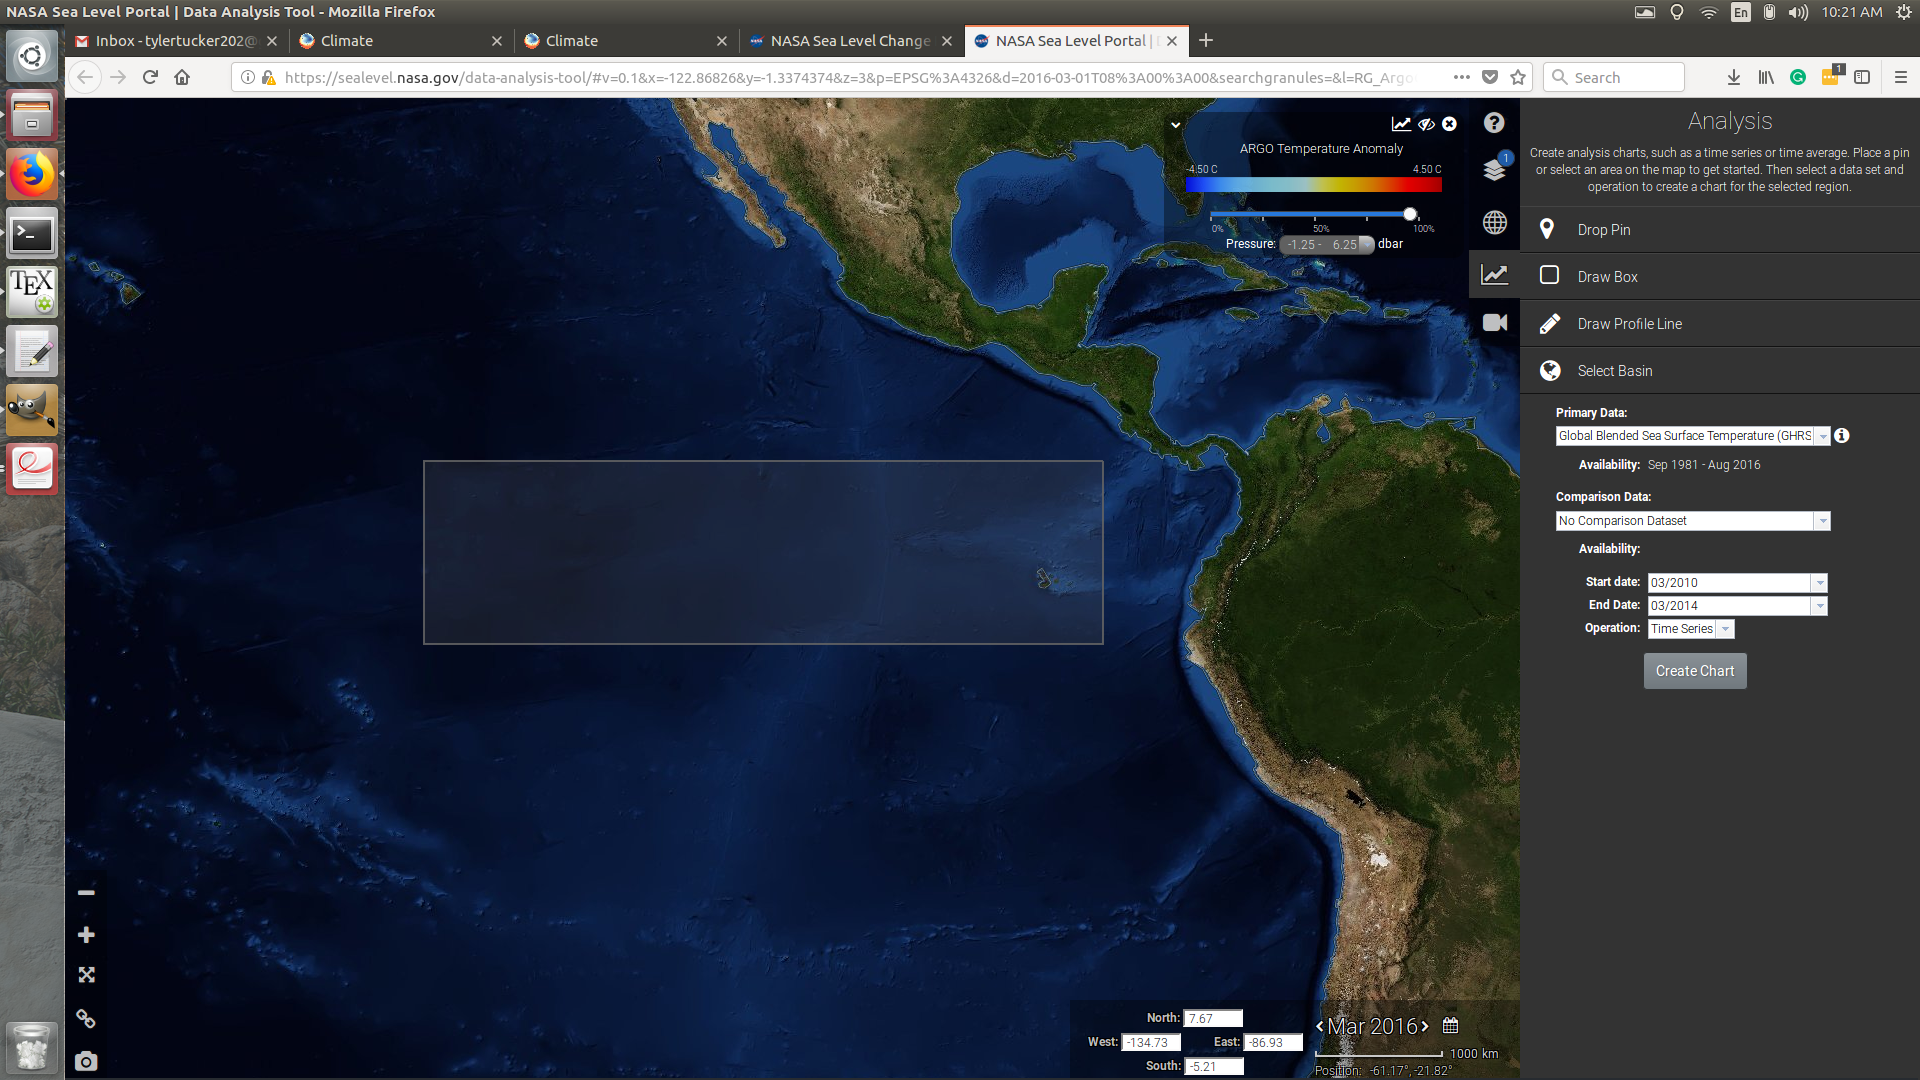 NASA Sea Level Portal | Data Analysis Tool - Mozilla Firefox
En
10:21 AM
Inbox - tylertucker202@
Climate
Climate
NASA Sea Level Change
NASA Sea Level Portal |
https://sealevel.nasa.gov/data-analysis-tool/#v=0.1&x=-122.86826&y=-1.3374374&z=3&p=EPSG%3A4326&d=2016-03-01T08%3A00%3A00&searchgranules=&l=RG_Argo
Search
1
TEX
ARGO Temperature Anomaly
-4.50 C
4.50 C
0%
50%
100%
Pressure: -1.25 - 6.25 dbar
1
Analysis
Create analysis charts, such as a time series or time average. Place a pin
or select an area on the map to get started. Then select a data set and
operation to create a chart for the selected region.
Drop Pin
Draw Box
Draw Profile Line
Select Basin
Primary Data:
Global Blended Sea Surface Temperature (GHRS
Availability: Sep 1981 - Aug 2016
Comparison Data:
No Comparison Dataset
Availability:
Start date: 03/2010
End Date: 03/2014
Operation: Time Series
Create Chart
North: 7.67
West: -134.73
East: -86.93
South: -5.21
Mar 2016
1000 km
Position: -61.17°, -21.82°